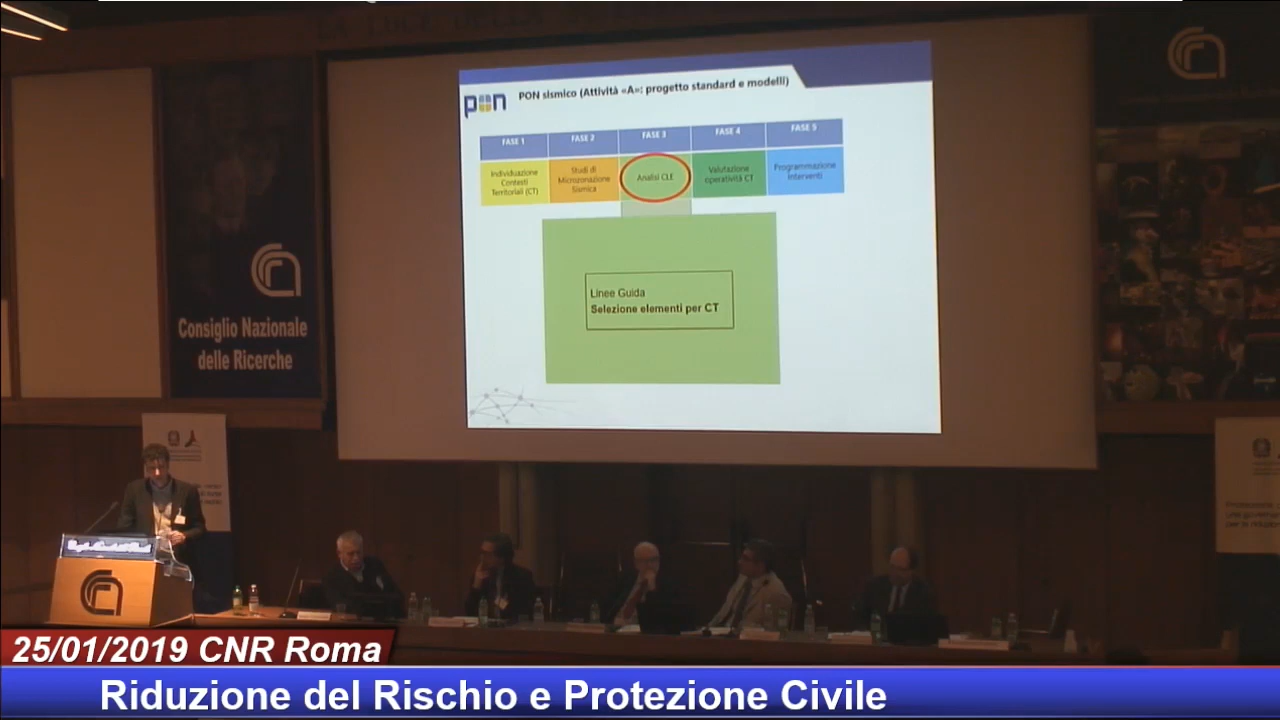 PON sismico (Attività «A»: progetto standard e modelli)
pon
FASE 1
FASE 2
FASE 3
FASE 4
FASE 5
Individuazione
Contesti
Territoriali (CT)
Studi di
Microzonazione
Sismica
Analisi CLE
Valutazione
operatività CT
Programmazione
Interventi
Linee Guida
Selezione elementi per CT
Consiglio Nazionale
delle Ricerche
25/01/2019 CNR Roma
Riduzione del Rischio e Protezione Civile